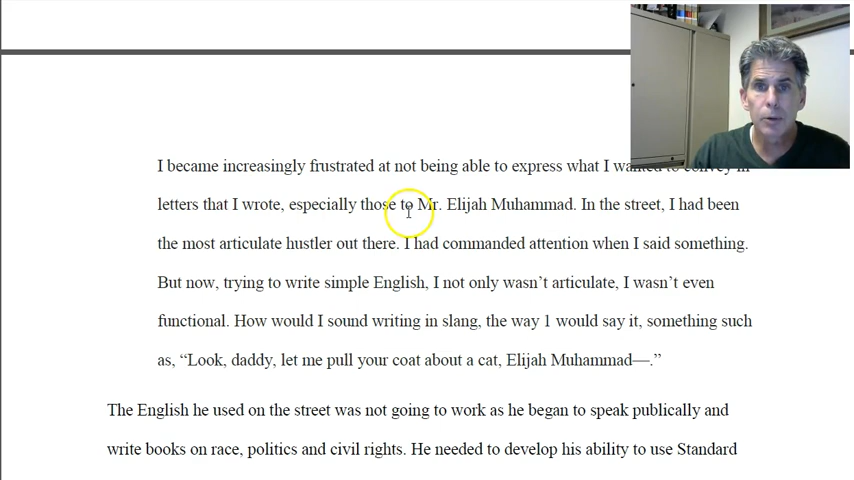 I became increasingly frustrated at not being able to express what I wanted to convey in
letters that I wrote, especially those to Mr. Elijah Muhammad. In the street, I had been
the most articulate hustler out there. I had commanded attention when I said something.
But now, trying to write simple English, I not only wasn’t articulate, I wasn’t even
functional. How would I sound writing in slang, the way 1 would say it, something such
as, “Look, daddy, let me pull your coat about a cat, Elijah Muhammad—.”
The English he used on the street was not going to work as he began to speak publically and
write books on race, politics and civil rights. He needed to develop his ability to use Standard